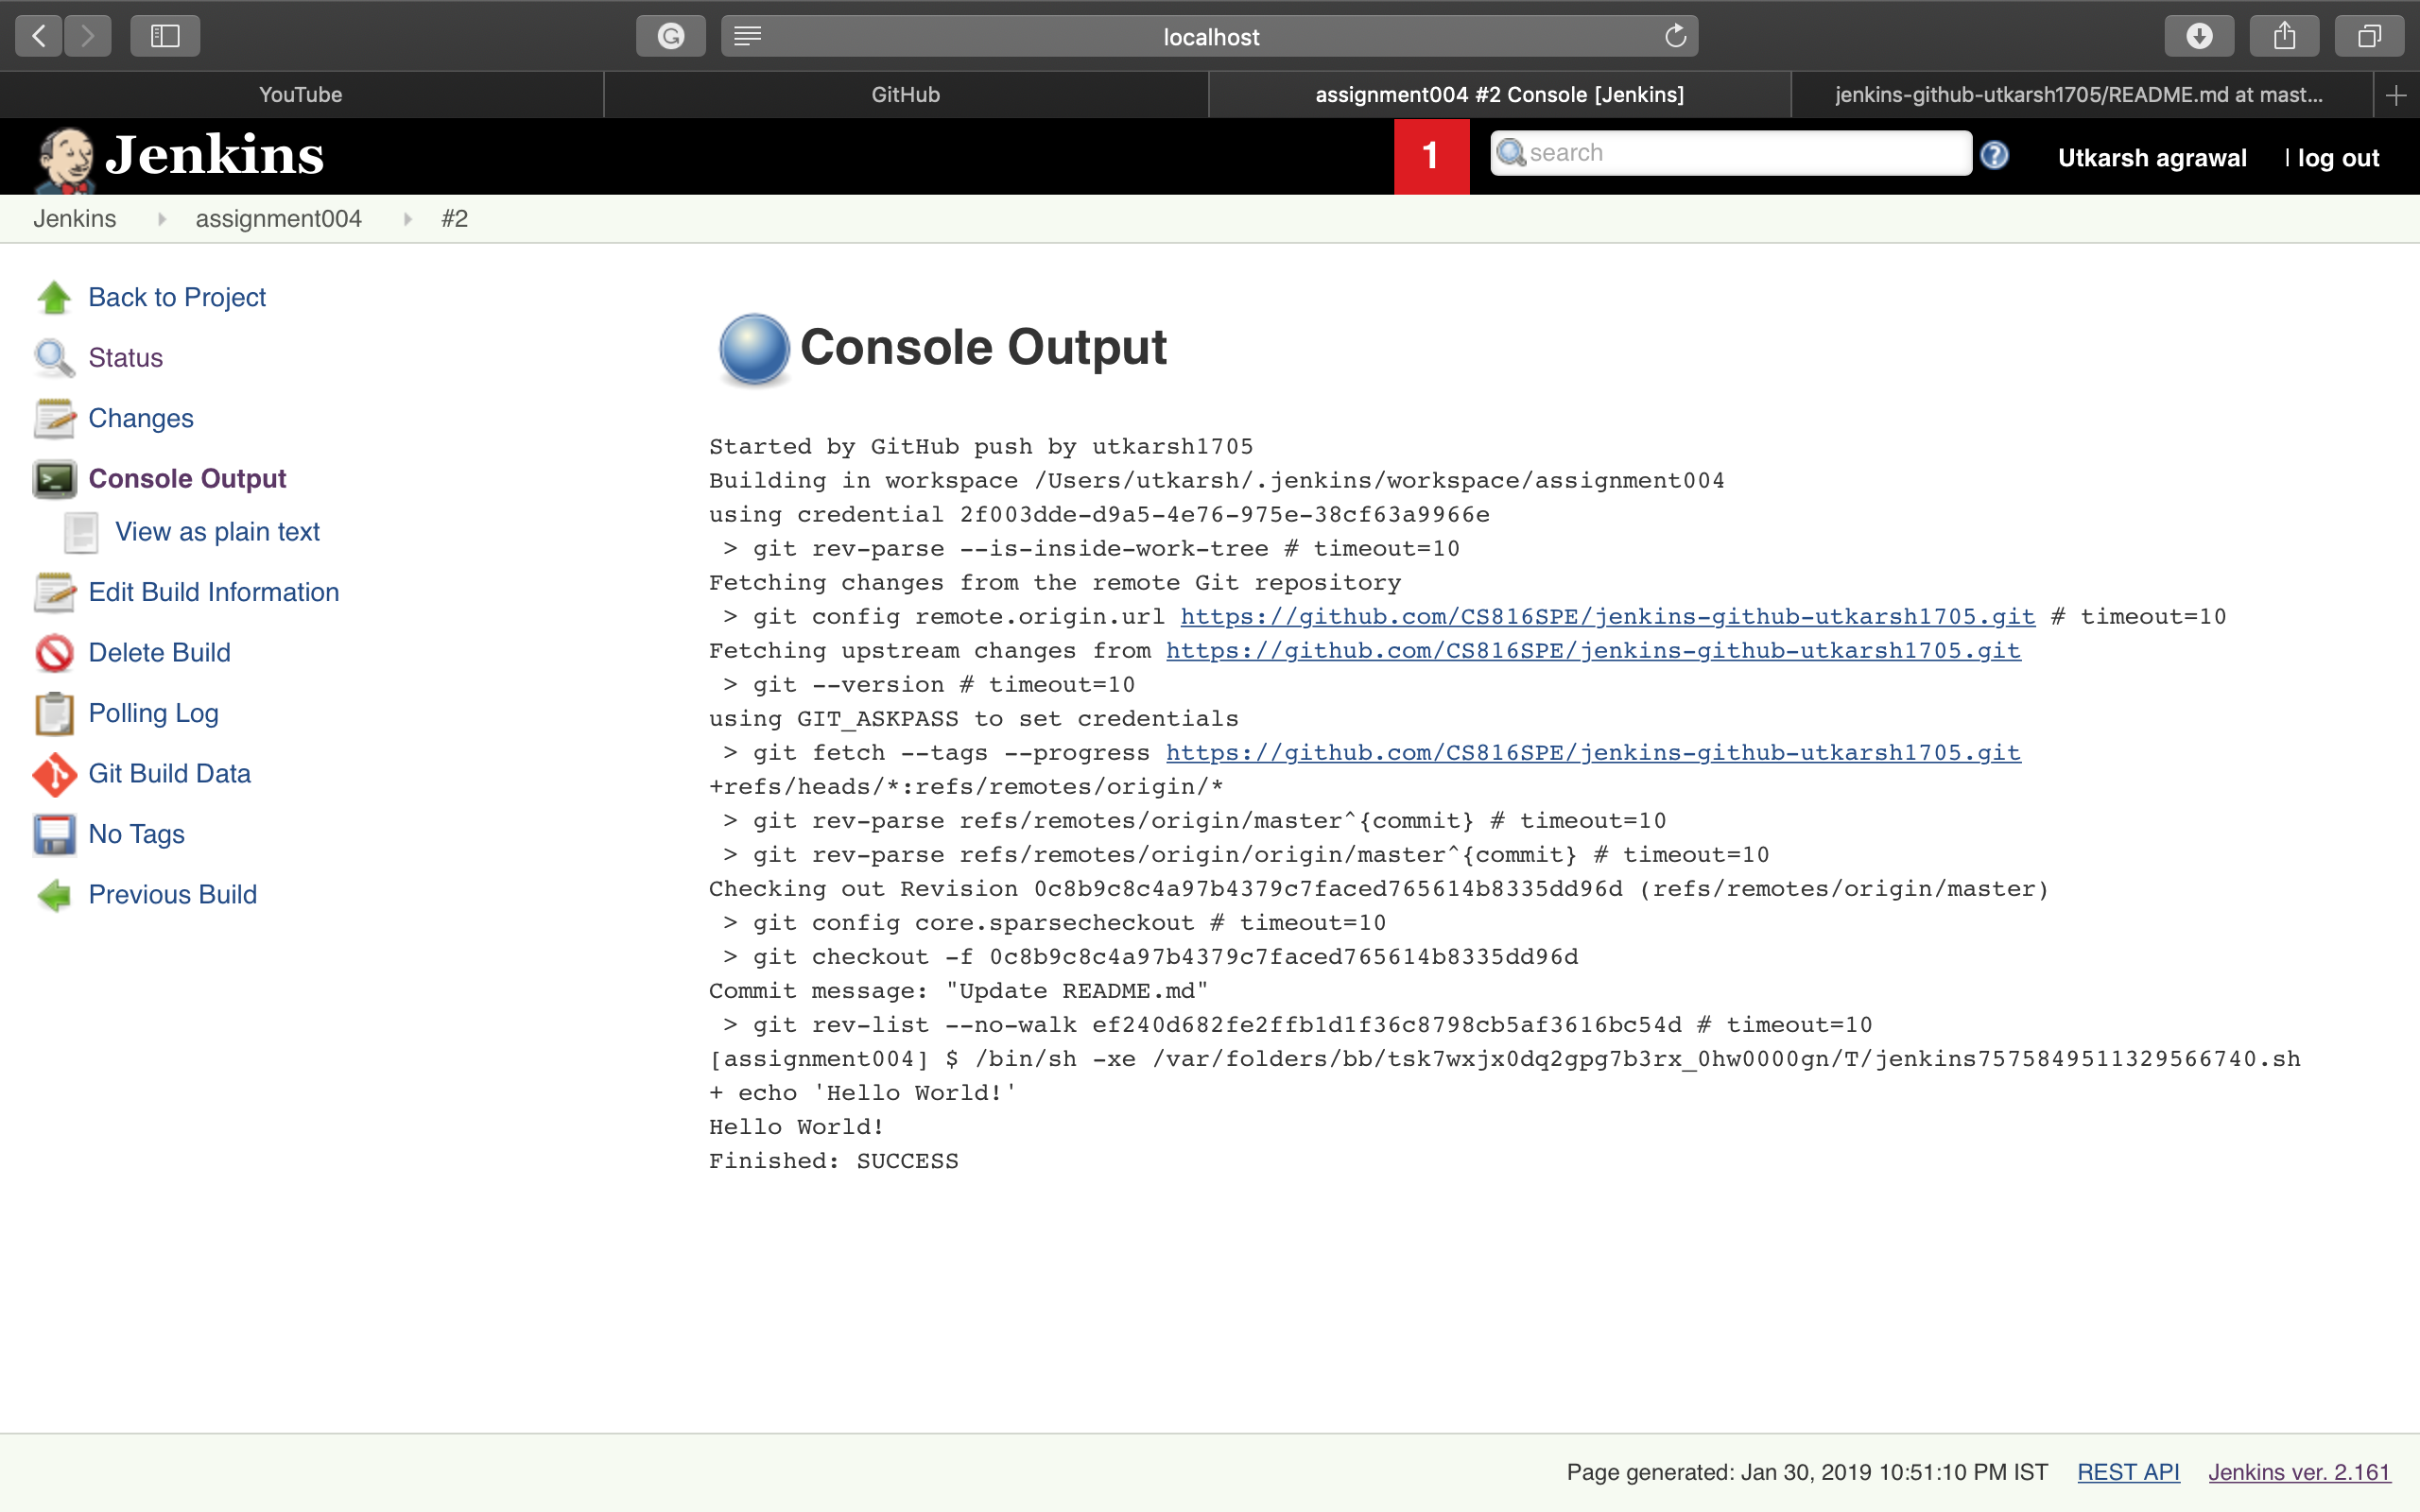 localhost
YouTube
GitHub
assignment004 #2 Console [Jenkins]
jenkins-github-utkarsh1705/README.md at mast...
Jenkins
1
search
Utkarsh agrawal
| log out
Jenkins
assignment004
#2
Back to Project
Status
Changes
Console Output
View as plain text
Edit Build Information
Delete Build
Polling Log
Git Build Data
No Tags
Previous Build
Console Output
Started by GitHub push by utkarsh1705
Building in workspace /Users/utkarsh/.jenkins/workspace/assignment004
using credential 2f003dde-d9a5-4e76-975e-38cf63a9966e
> git rev-parse --is-inside-work-tree # timeout=10
Fetching changes from the remote Git repository
> git config remote.origin.url https://github.com/CS816SPE/jenkins-github-utkarsh1705.git # timeout=10
Fetching upstream changes from https://github.com/CS816SPE/jenkins-github-utkarsh1705.git
> git --version # timeout=10
using GIT_ASKPASS to set credentials
> git fetch --tags --progress https://github.com/CS816SPE/jenkins-github-utkarsh1705.git
+refs/heads/*:refs/remotes/origin/*
> git rev-parse refs/remotes/origin/master^{commit} # timeout=10
> git rev-parse refs/remotes/origin/origin/master^{commit} # timeout=10
Checking out Revision 0c8b9c8c4a97b4379c7faced765614b8335dd96d (refs/remotes/origin/master)
> git config core.sparsecheckout # timeout=10
> git checkout -f 0c8b9c8c4a97b4379c7faced765614b8335dd96d
Commit message: "Update README.md"
> git rev-list --no-walk ef240d682fe2ffb1d1f36c8798cb5af3616bc54d # timeout=10
[assignment004] $ /bin/sh -xe /var/folders/bb/tsk7wxjx0dq2gpg7b3rx_0hw0000gn/T/jenkins7575849511329566740.sh
+ echo 'Hello World!'
Hello World!
Finished: SUCCESS
Page generated: Jan 30, 2019 10:51:10 PM IST
REST API
Jenkins ver. 2.161